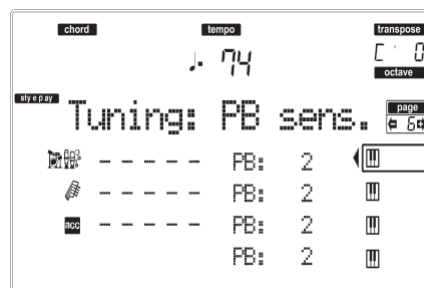 chord tempo transpose
♩. 74 C' 0
octave
style play Tuning: PB sens. page
6
- - - - - PB: 2
- - - - - PB: 2
acc - - - - - PB: 2
PB: 2